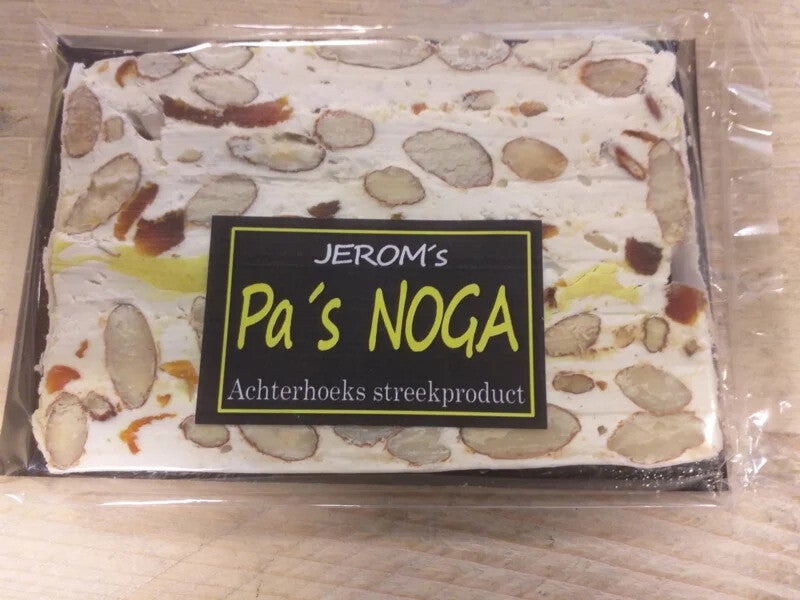 JEROM´s
Pa´s NOGA
Achterhoeks streekproduct